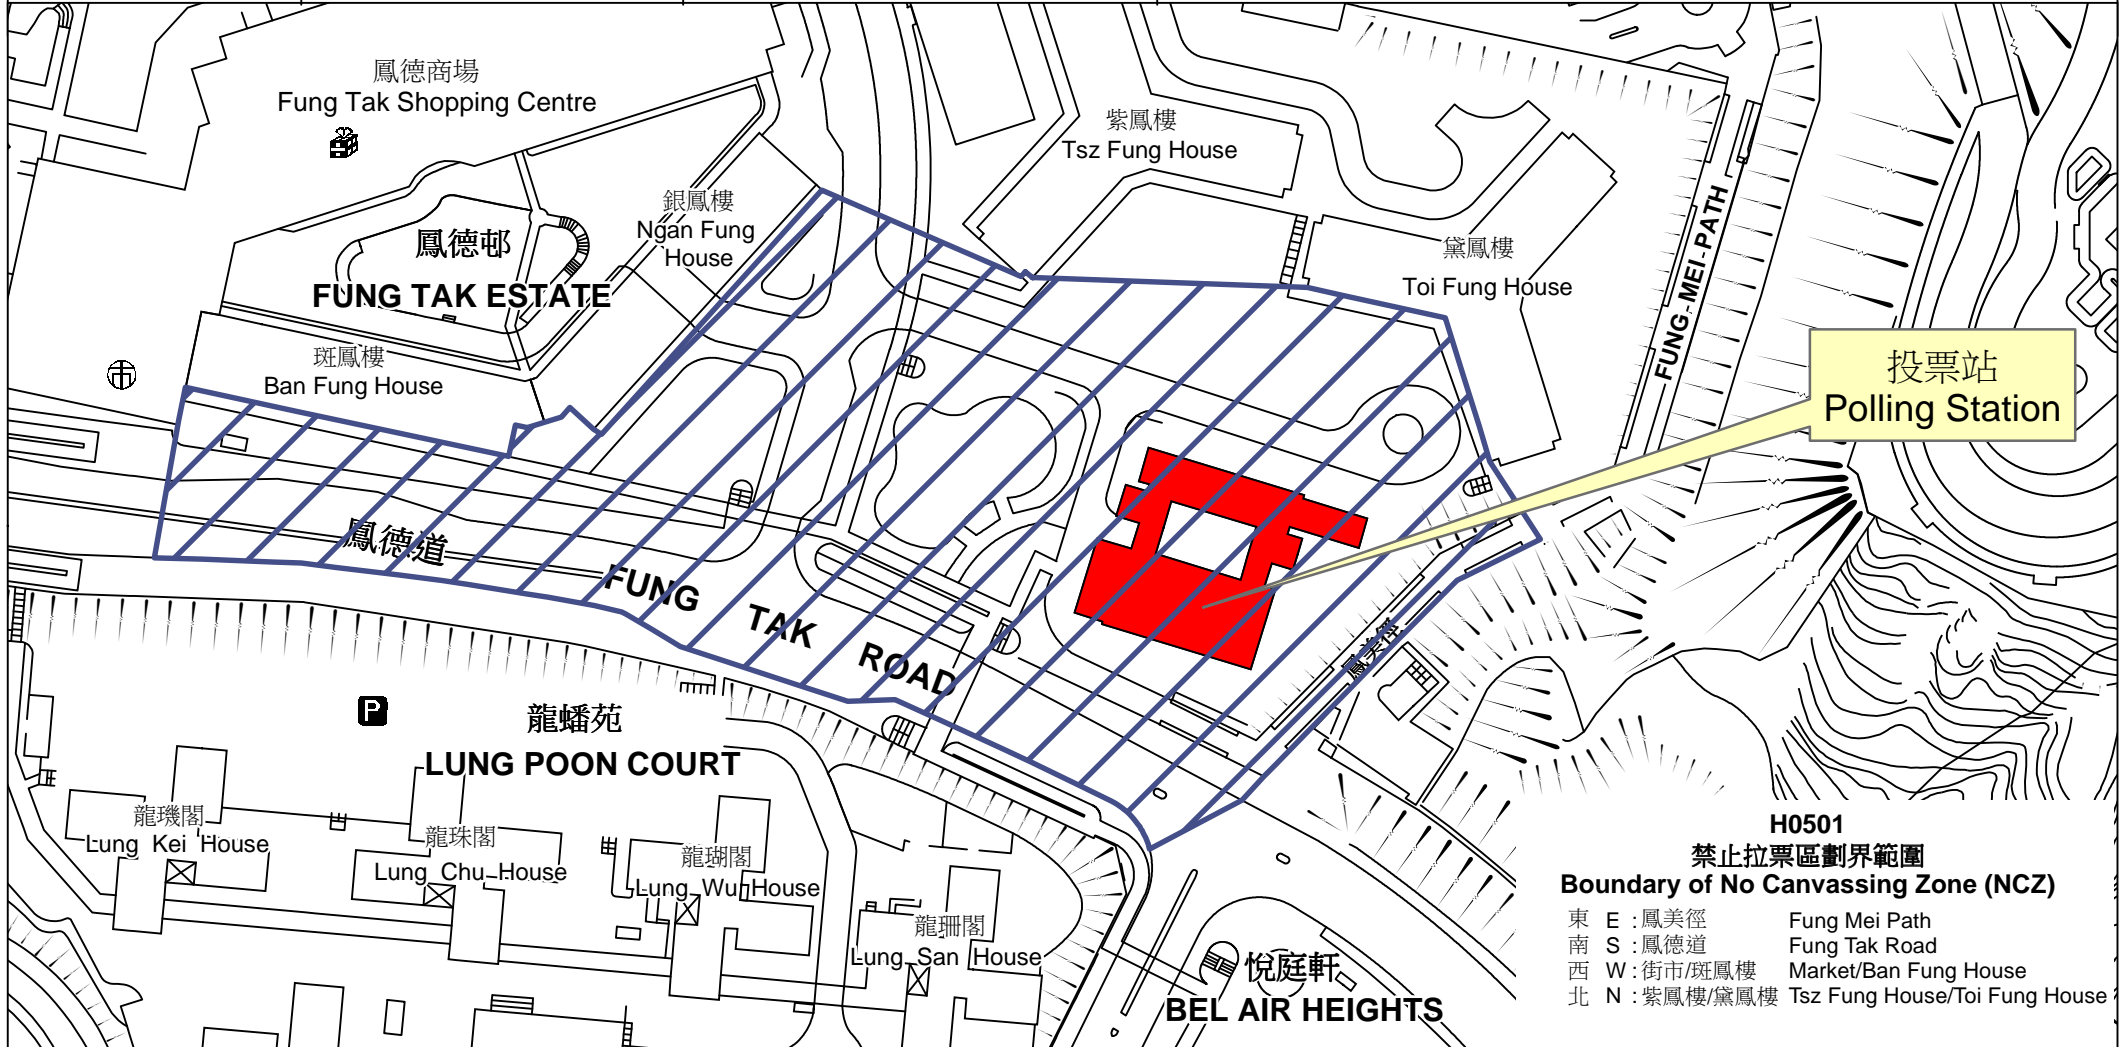 鳳德商場
Fung Tak Shopping Centre
紫鳳樓
Tsz Fung House
銀鳳樓
Ngan Fung
House
鳳德邨
FUNG TAK ESTATE
黛鳳樓
Toi Fung House
FUNG MEI PATH
斑鳳樓
Ban Fung House
市
投票站
Polling Station
鳳德道
FUNG TAK ROAD
鳳美徑
P
龍蟠苑
LUNG POON COURT
龍璣閣
Lung Kei House
龍珠閣
Lung Chu House
龍瑚閣
Lung Wu House
龍珊閣
Lung San House
悅庭軒
BEL AIR HEIGHTS
H0501
禁止拉票區劃界範圍
Boundary of No Canvassing Zone (NCZ)
東 E : 鳳美徑 Fung Mei Path
南 S : 鳳德道 Fung Tak Road
西 W : 街市/斑鳳樓 Market/Ban Fung House
北 N : 紫鳳樓/黛鳳樓 Tsz Fung House/Toi Fung House